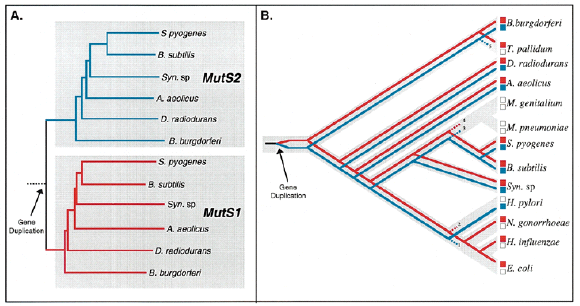 A.
S pyogenes
B. subtilis
Syn. sp
MutS2
A. aeolicus
D. radiodurans
B. burgdorferi
S. pyogenes
B. subtilis
Syn. sp
MutS1
A. aeolicus
D. rediodurans
B. burgdorferi
Gene
Duplication
B.
B.burgdorferi
T. pallidum
D. radiodurans
A. aeolicus
M. genitalium
M. pneumoniae
S. pyogenes
B. subtilis
Syn. sp
H. pylori
N. gonorrhoeae
H. influenzae
E. coli
Gene
Duplication